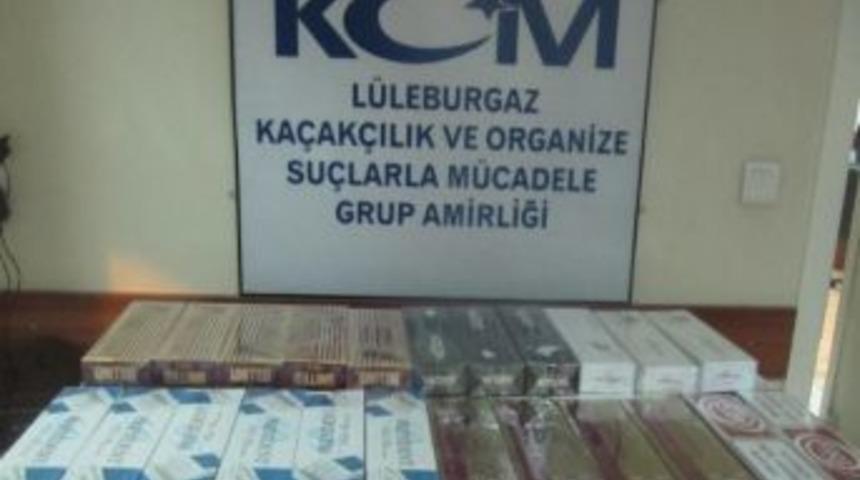 KOM
LÜLEBURGAZ
KAÇAKÇILIK VE ORGANİZE
SUÇLARLA MÜCADELE
GRUP AMİRLİĞİ